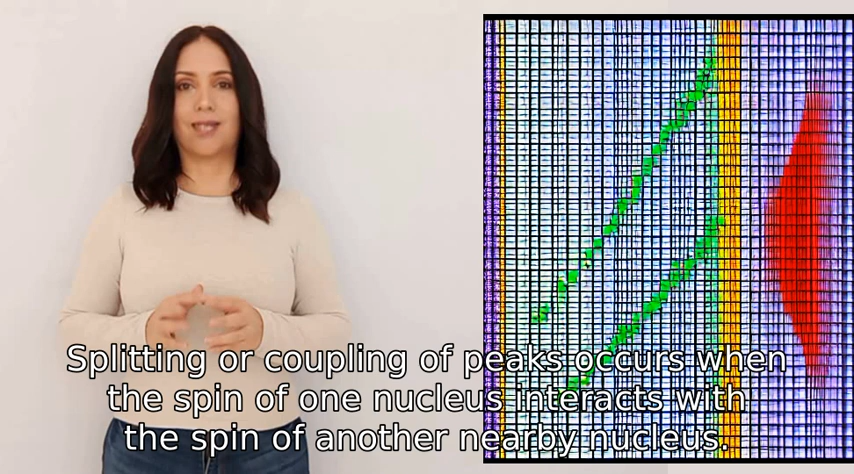 Splitting or coupling of peaks occurs when
the spin of one nucleus interacts with
the spin of another nearby nucleus.